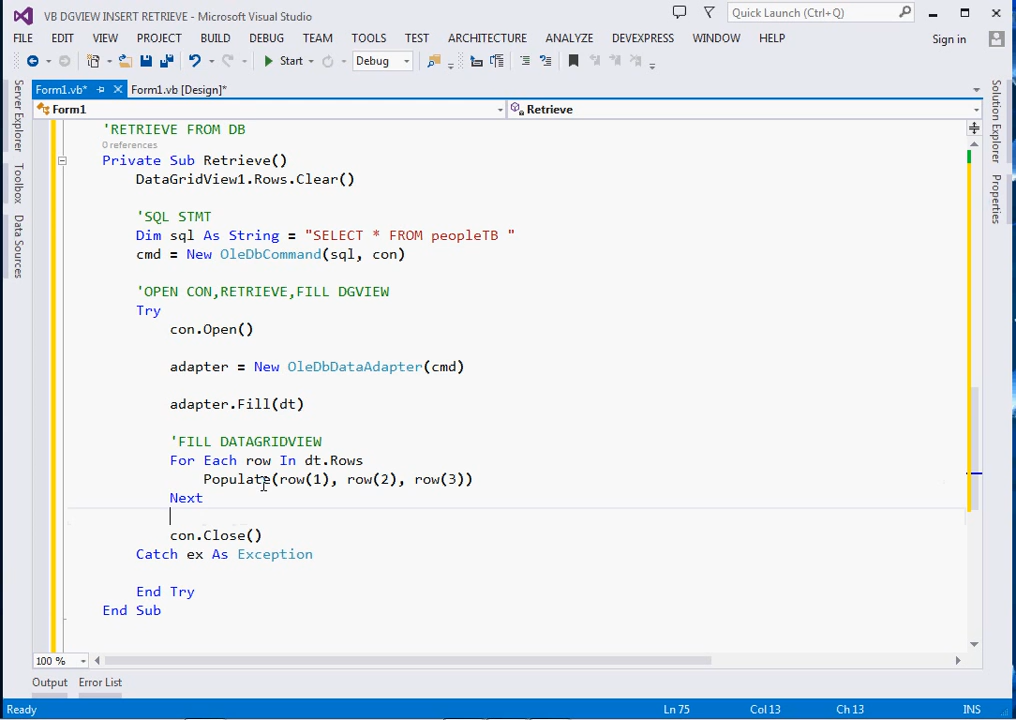 VB DGVIEW INSERT RETRIEVE - Microsoft Visual Studio
Quick Launch (Ctrl+Q)
FILE EDIT VIEW PROJECT BUILD DEBUG TEAM TOOLS TEST ARCHITECTURE ANALYZE DEVEXPRESS WINDOW HELP Sign in
Start Debug
Form1.vb* Form1.vb [Design]*
Form1 Retrieve
Server Explorer
Toolbox
Data Sources
Solution Explorer
Properties
'RETRIEVE FROM DB
0 references
Private Sub Retrieve()
DataGridView1.Rows.Clear()
'SQL STMT
Dim sql As String = "SELECT * FROM peopleTB "
cmd = New OleDbCommand(sql, con)
'OPEN CON,RETRIEVE,FILL DGVIEW
Try
con.Open()
adapter = New OleDbDataAdapter(cmd)
adapter.Fill(dt)
'FILL DATAGRIDVIEW
For Each row In dt.Rows
Populate(row(1), row(2), row(3))
Next
con.Close()
Catch ex As Exception
End Try
End Sub
100 %
Output Error List
Ready Ln 75 Col 13 Ch 13 INS